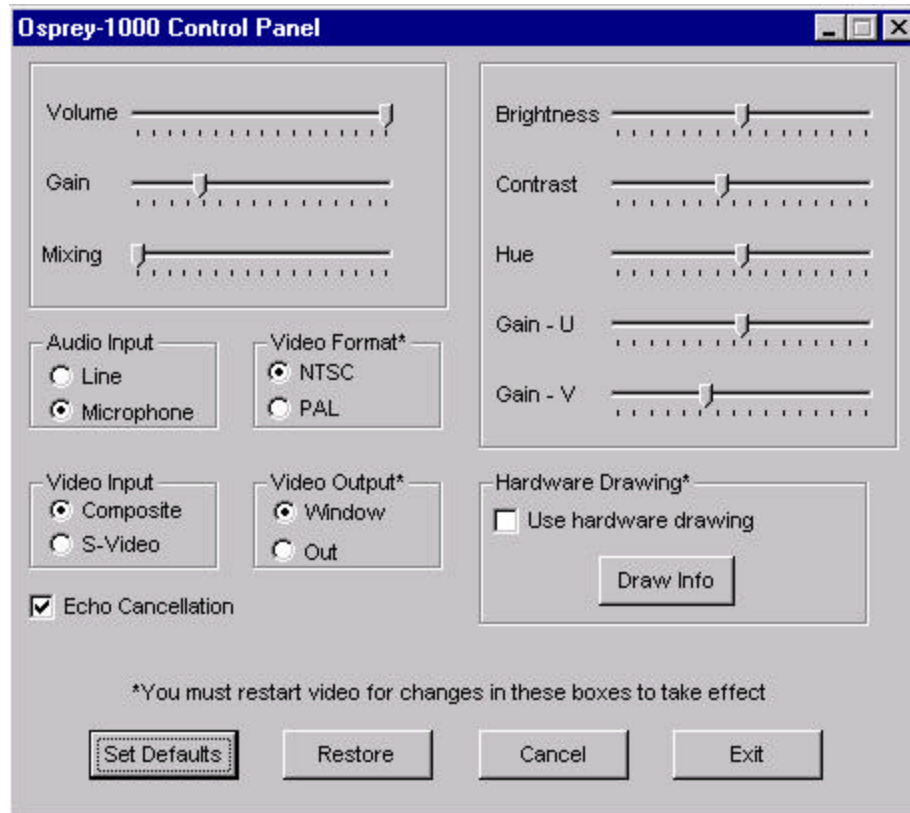 Osprey-1000 Control Panel
Volume
Gain
Mixing
Brightness
Contrast
Hue
Gain - U
Gain - V
Audio Input
Line
Microphone
Video Format*
NTSC
PAL
Video Input
Composite
S-Video
Video Output*
Window
Out
Hardware Drawing*
Use hardware drawing
Draw Info
Echo Cancellation
*You must restart video for changes in these boxes to take effect
Set Defaults
Restore
Cancel
Exit